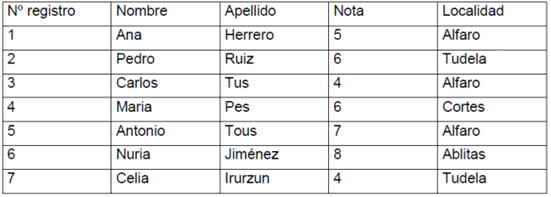 Nº registro Nombre Apellido Nota Localidad
1 Ana Herrero 5 Alfaro
2 Pedro Ruiz 6 Tudela
3 Carlos Tus 4 Alfaro
4 Maria Pes 6 Cortes
5 Antonio Tous 7 Alfaro
6 Nuria Jiménez 8 Ablitas
7 Celia Irurzun 4 Tudela